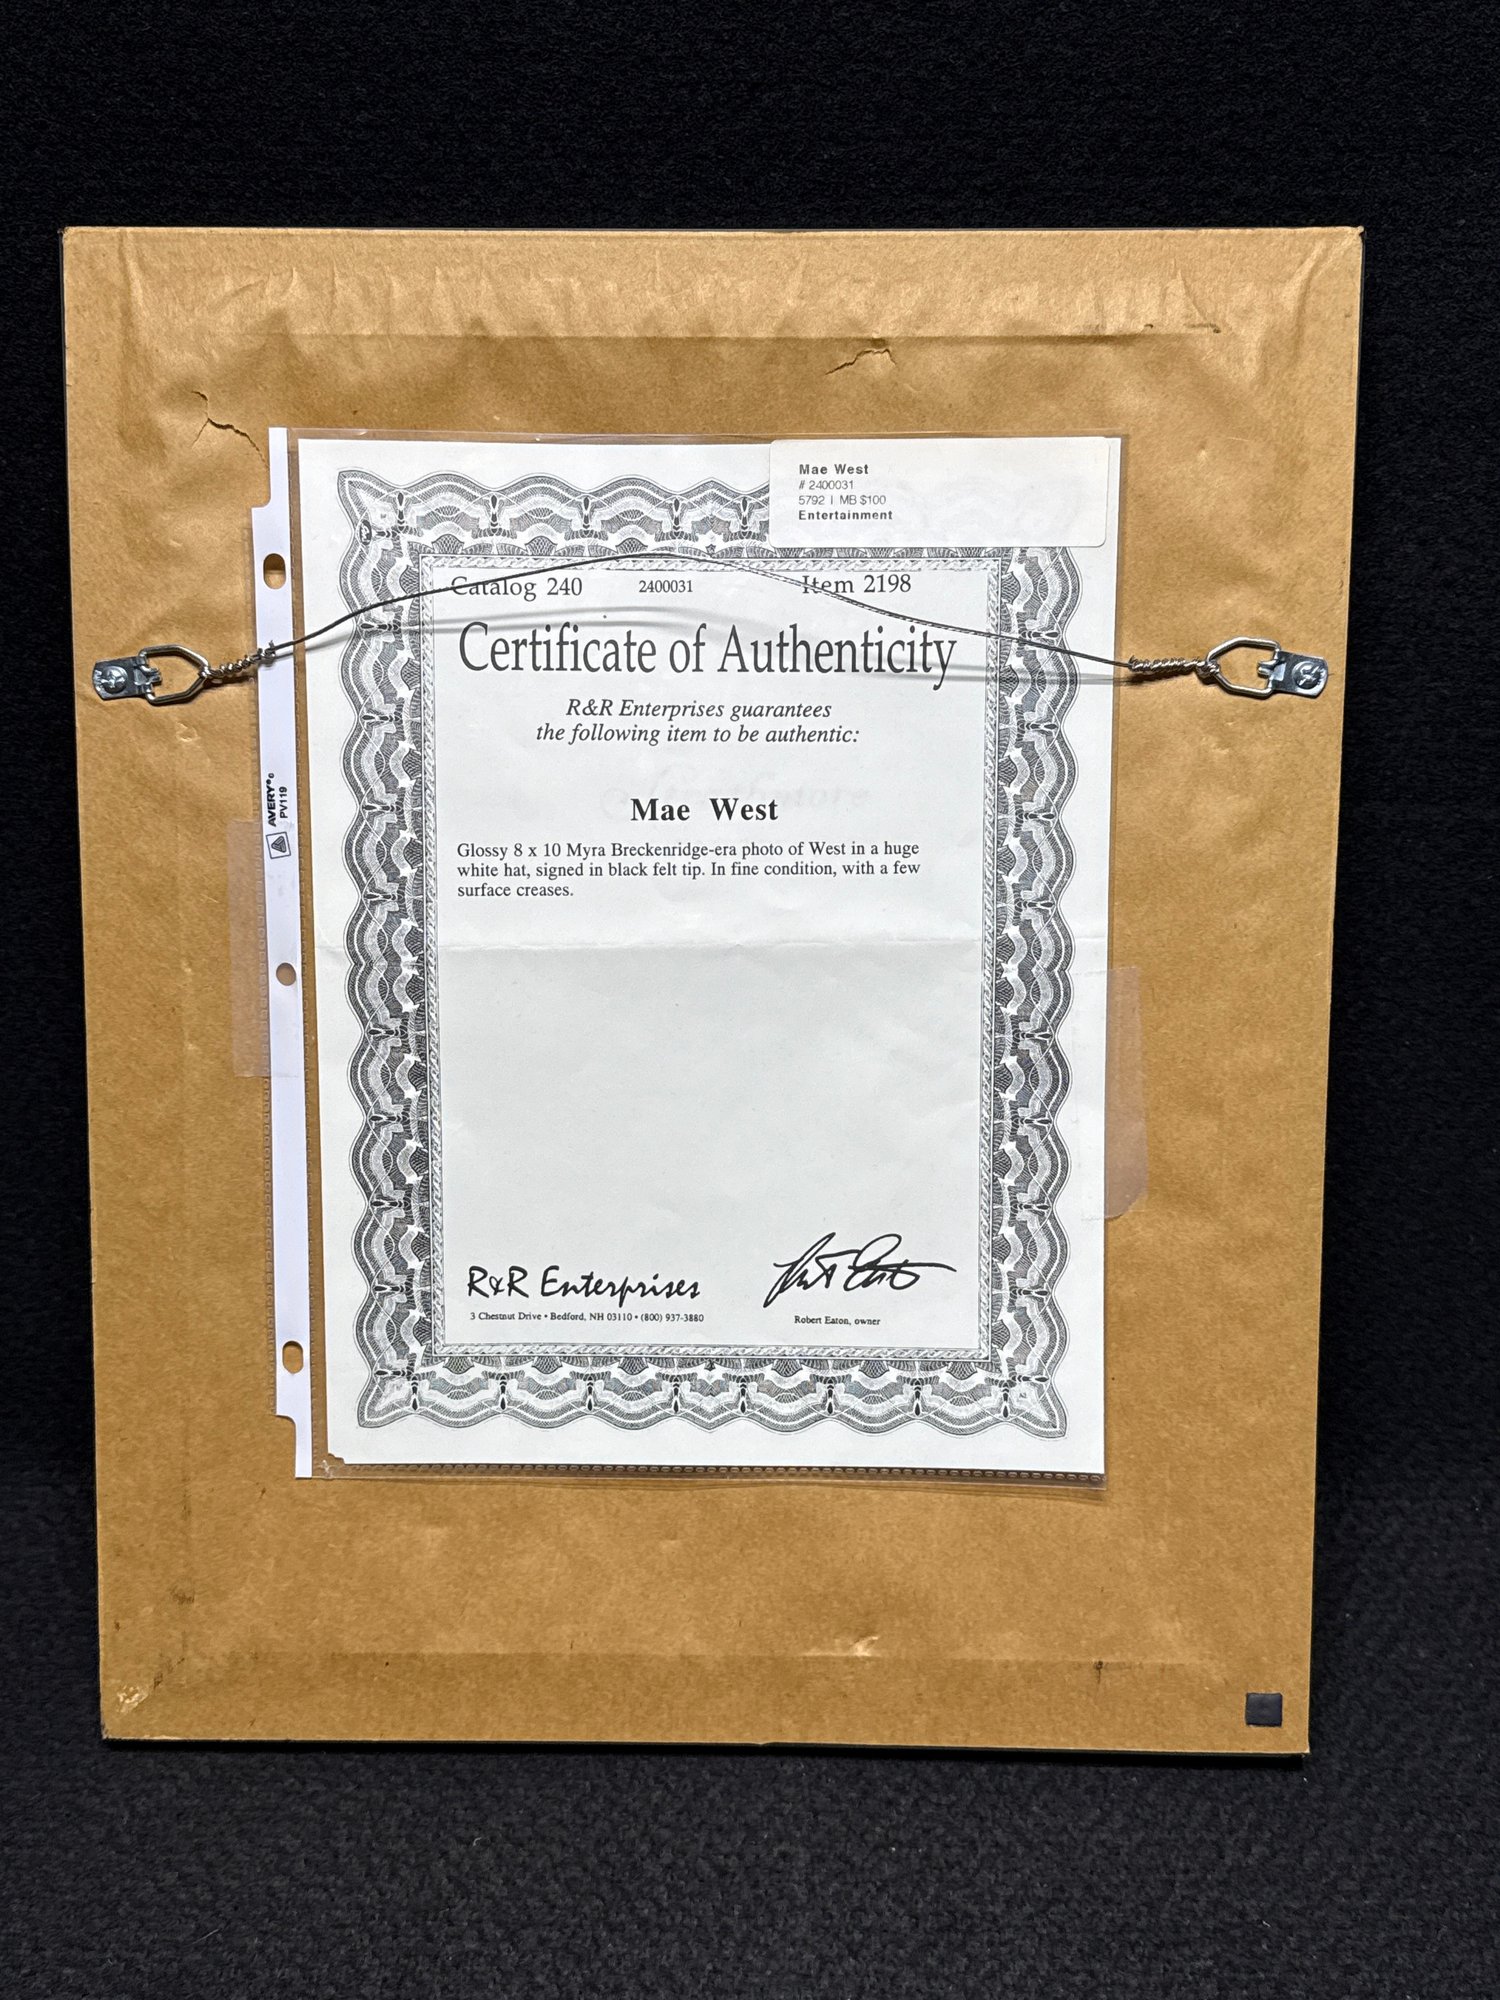 Mae West
# 2400031
5792 | MB $100
Entertainment
Catalog 240 2400031 Item 2198
Certificate of Authenticity
R&R Enterprises guarantees
the following item to be authentic:
Mae West
Glossy 8 x 10 Myra Breckenridge-era photo of West in a huge
white hat, signed in black felt tip. In fine condition, with a few
surface creases.
R&R Enterprises
3 Chestnut Drive • Bedford, NH 03110 • (800) 937-3880
Robert Eaton, owner
AVERY®
PV119